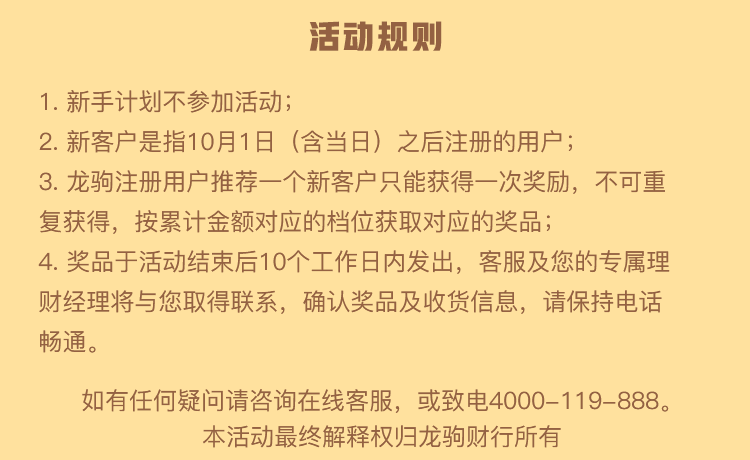 活动规则
1. 新手计划不参加活动；
2. 新客户是指10月1日（含当日）之后注册的用户；
3. 龙驹注册用户推荐一个新客户只能获得一次奖励，不可重
复获得，按累计金额对应的档位获取对应的奖品；
4. 奖品于活动结束后10个工作日内发出，客服及您的专属理
财经理将与您取得联系，确认奖品及收货信息，请保持电话
畅通。
如有任何疑问请咨询在线客服，或致电4000-119-888。
本活动最终解释权归龙驹财行所有